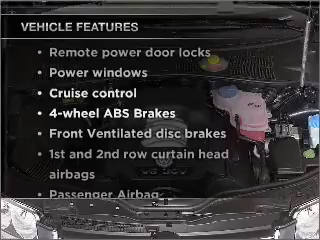 VEHICLE FEATURES
• Remote power door locks
• Power windows
• Cruise control
• 4-wheel ABS Brakes
• Front Ventilated disc brakes
• 1st and 2nd row curtain head
airbags
• Passenger Airbag